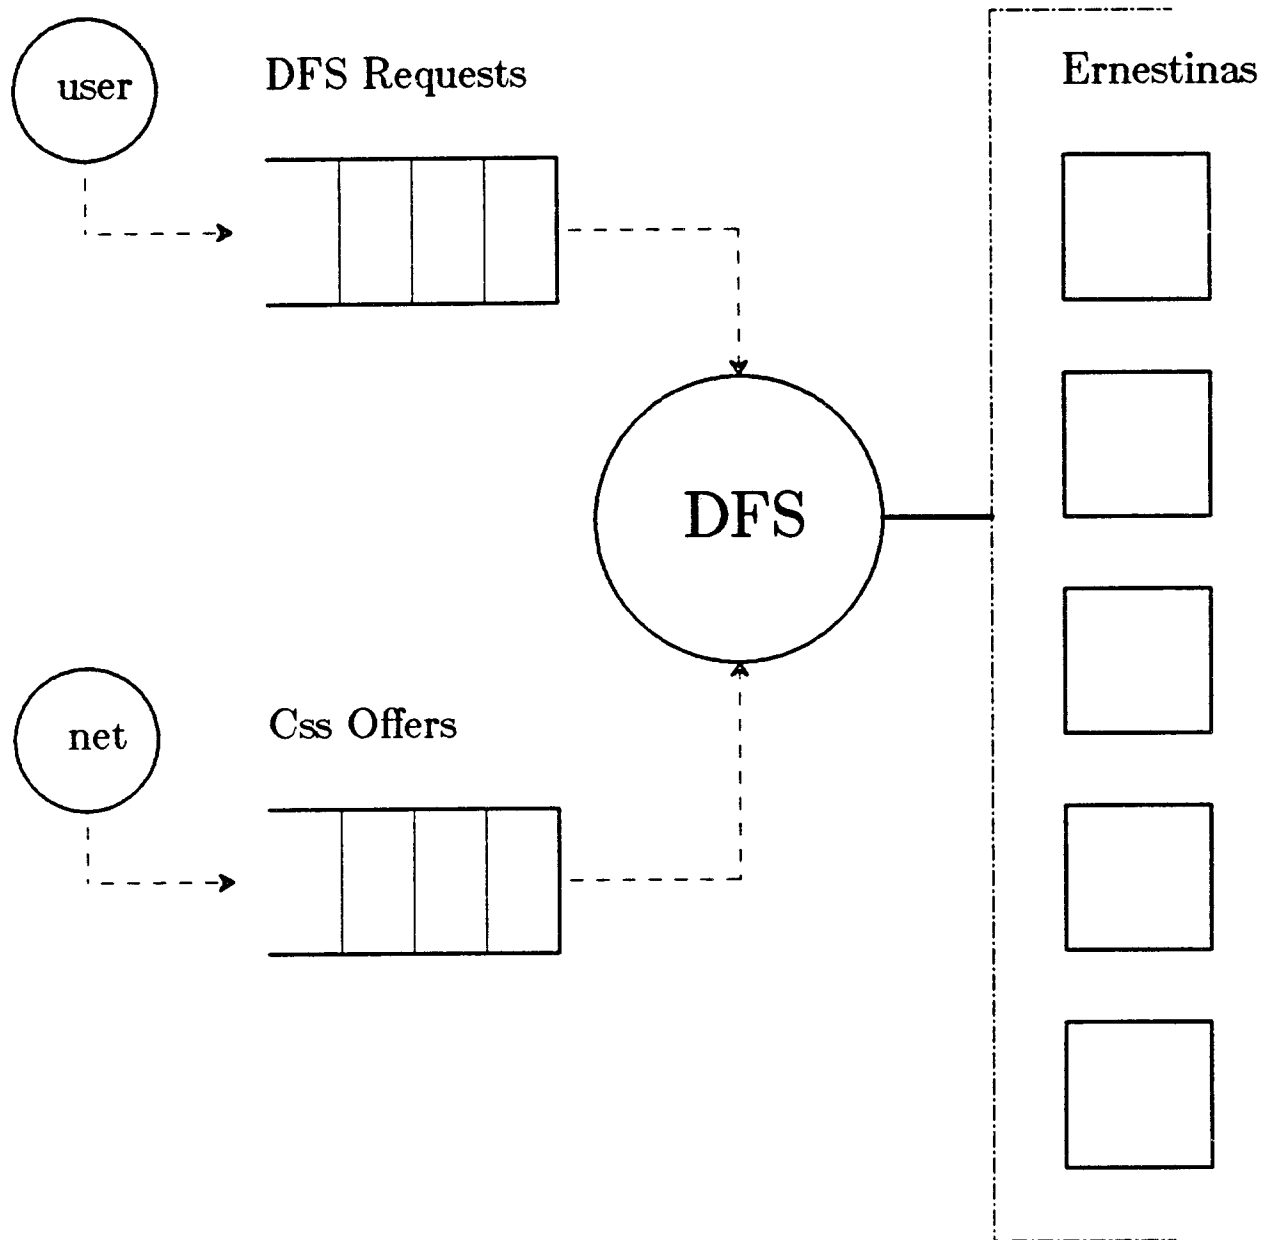 user
DFS Requests
Ernestinas
DFS
net
Css Offers